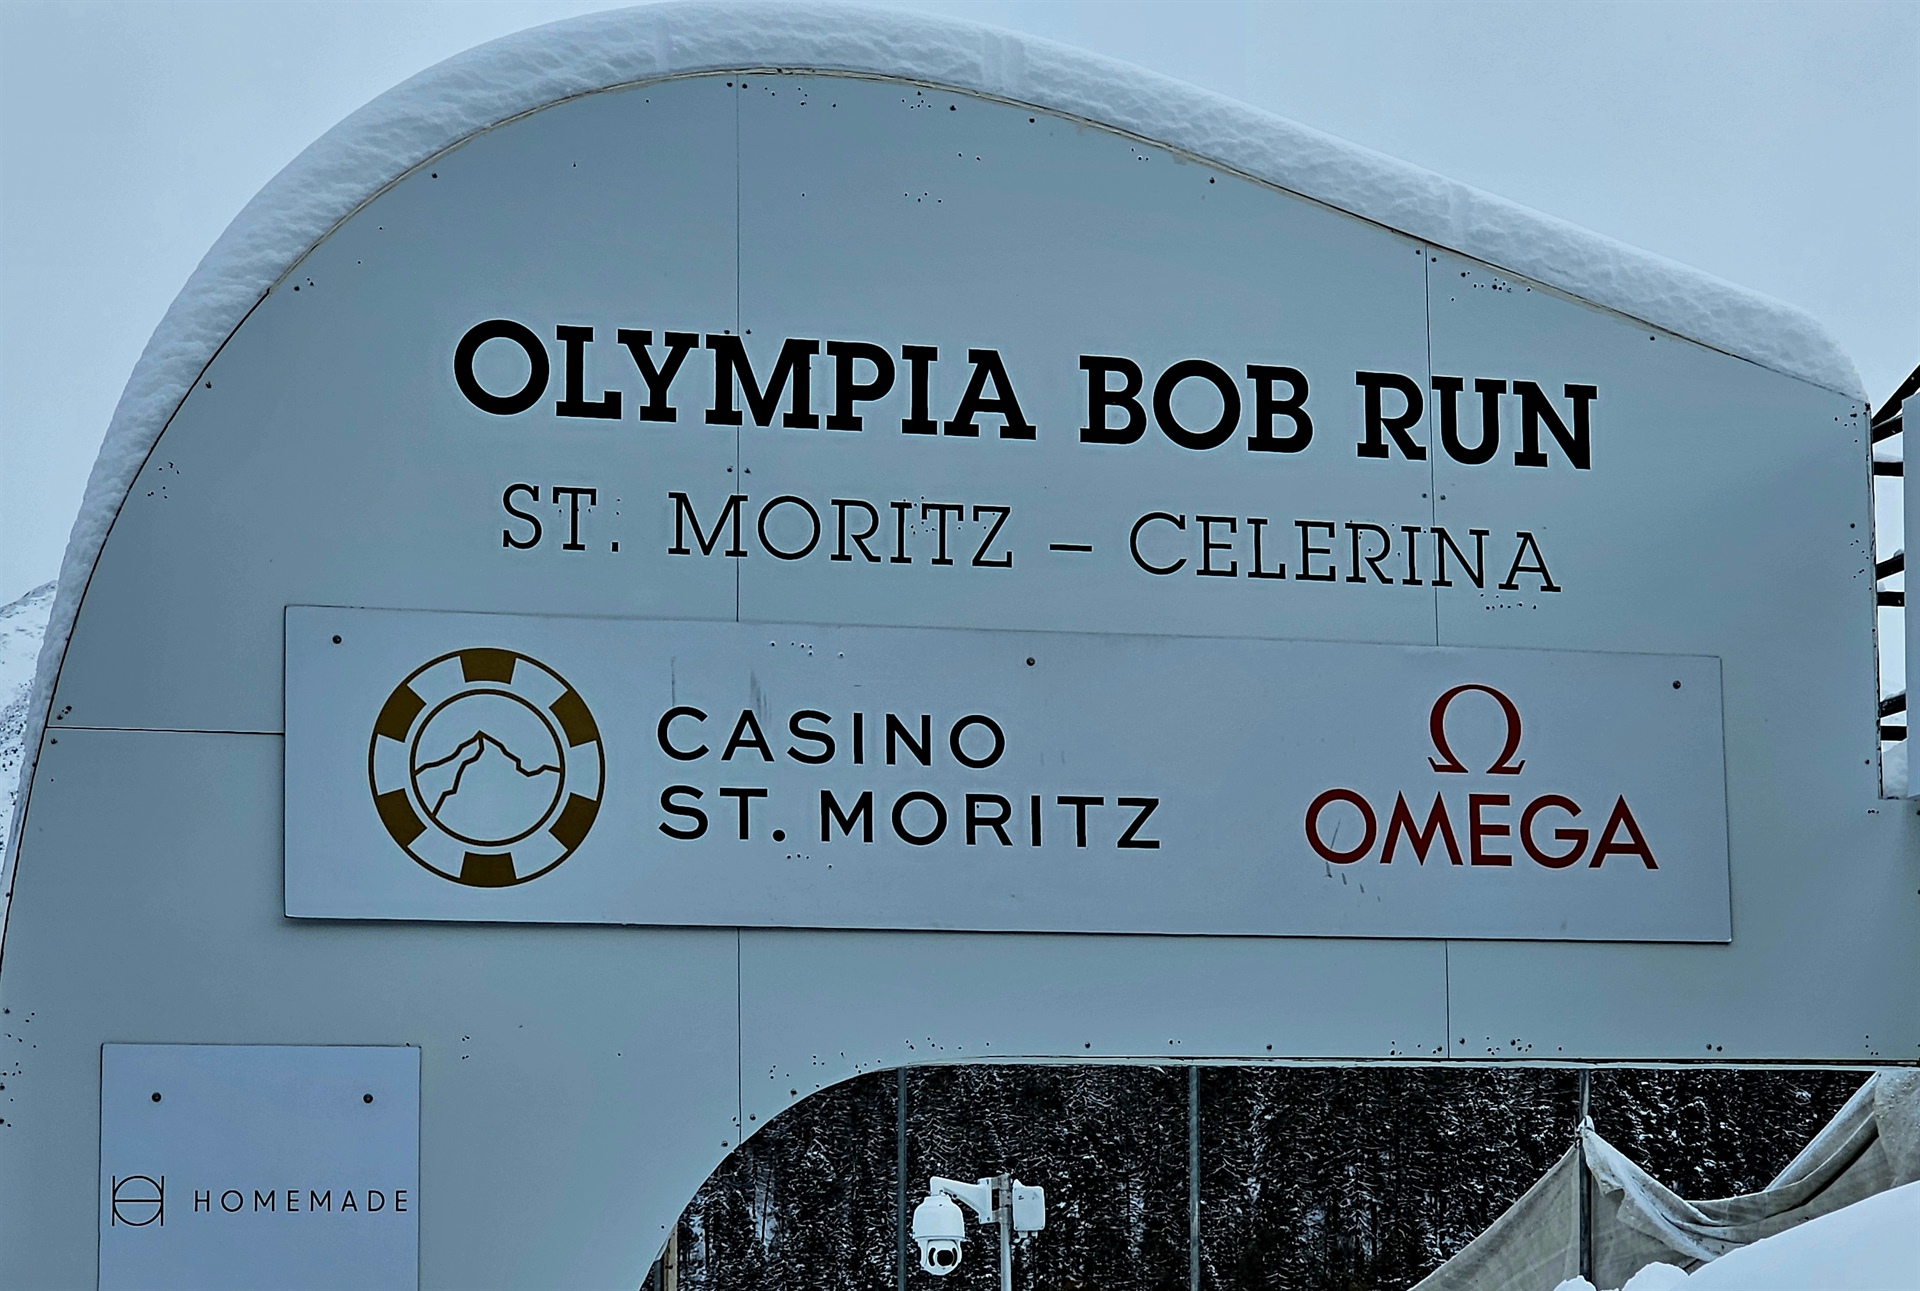 OLYMPIA BOB RUN
ST. MORITZ – CELERINA
CASINO
ST. MORITZ
Ω
OMEGA
HOMEMADE